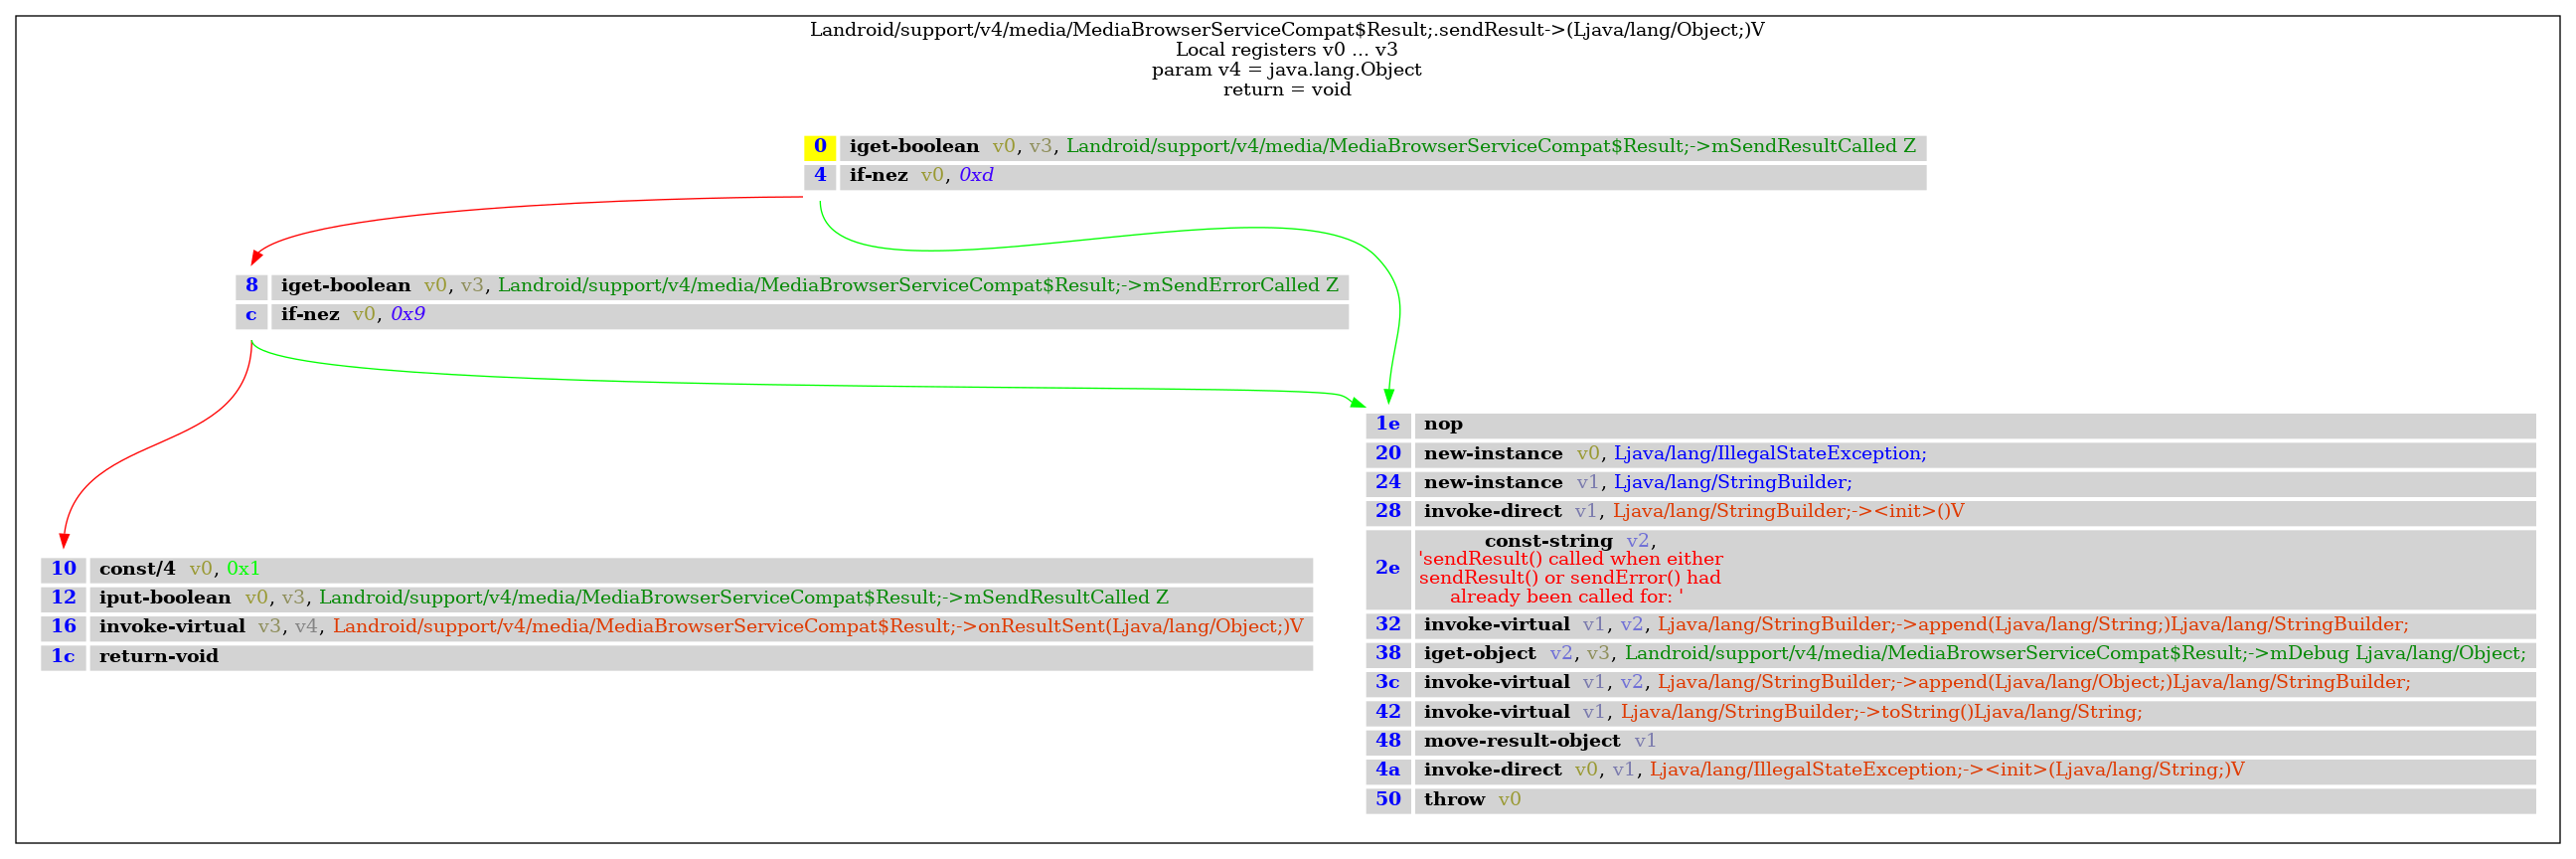 Landroid/support/v4/media/MediaBrowserServiceCompat$Result;.sendResult->(Ljava/lang/Object;)V
Local registers v0 ... v3
param v4 = java.lang.Object
return = void
0 iget-boolean v0, v3, Landroid/support/v4/media/MediaBrowserServiceCompat$Result;->mSendResultCalled Z
4 if-nez v0, 0xd
8 iget-boolean v0, v3, Landroid/support/v4/media/MediaBrowserServiceCompat$Result;->mSendErrorCalled Z
c if-nez v0, 0x9
10 const/4 v0, 0x1
12 iput-boolean v0, v3, Landroid/support/v4/media/MediaBrowserServiceCompat$Result;->mSendResultCalled Z
16 invoke-virtual v3, v4, Landroid/support/v4/media/MediaBrowserServiceCompat$Result;->onResultSent(Ljava/lang/Object;)V
1c return-void
1e nop
20 new-instance v0, Ljava/lang/IllegalStateException;
24 new-instance v1, Ljava/lang/StringBuilder;
28 invoke-direct v1, Ljava/lang/StringBuilder;-><init>()V
2e const-string v2,
'sendResult() called when either
sendResult() or sendError() had
already been called for: '
32 invoke-virtual v1, v2, Ljava/lang/StringBuilder;->append(Ljava/lang/String;)Ljava/lang/StringBuilder;
38 iget-object v2, v3, Landroid/support/v4/media/MediaBrowserServiceCompat$Result;->mDebug Ljava/lang/Object;
3c invoke-virtual v1, v2, Ljava/lang/StringBuilder;->append(Ljava/lang/Object;)Ljava/lang/StringBuilder;
42 invoke-virtual v1, Ljava/lang/StringBuilder;->toString()Ljava/lang/String;
48 move-result-object v1
4a invoke-direct v0, v1, Ljava/lang/IllegalStateException;-><init>(Ljava/lang/String;)V
50 throw v0